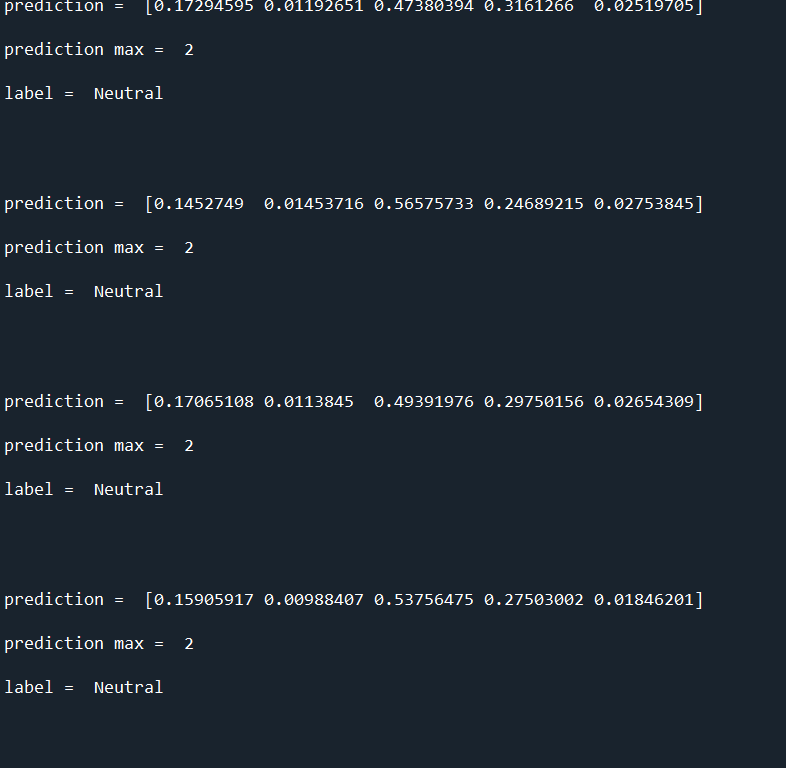 prediction =  [0.17294595 0.01192651 0.47380394 0.3161266  0.02519705]
prediction max =  2
label =  Neutral
prediction =  [0.1452749  0.01453716 0.56575733 0.24689215 0.02753845]
prediction max =  2
label =  Neutral
prediction =  [0.17065108 0.0113845  0.49391976 0.29750156 0.02654309]
prediction max =  2
label =  Neutral
prediction =  [0.15905917 0.00988407 0.53756475 0.27503002 0.01846201]
prediction max =  2
label =  Neutral